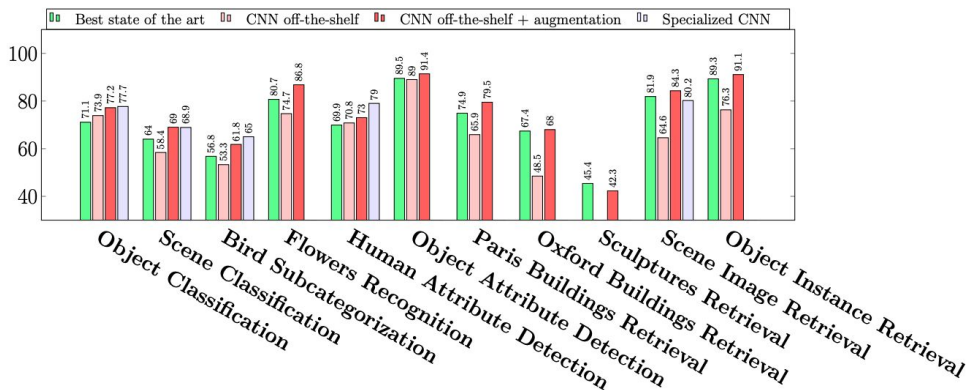 Best state of the art CNN off-the-shelf CNN off-the-shelf + augmentation Specialized CNN
100
80
60
40
71.1 73.9 77.2 77.7
64 58.4 69 68.9
56.8 53.3 61.8 65
80.7 74.7 86.8
69.9 70.8 73 79
89.5 89 91.4
74.9 65.9 79.5
67.4 48.5 68
45.4 42.3
81.9 64.6 84.3 80.2
89.3 76.3 91.1
Object Classification
Scene Classification
Bird Subcategorization
Flowers Recognition
Human Attribute Detection
Object Attribute Detection
Paris Buildings Retrieval
Oxford Buildings Retrieval
Sculptures Retrieval
Scene Image Retrieval
Object Instance Retrieval